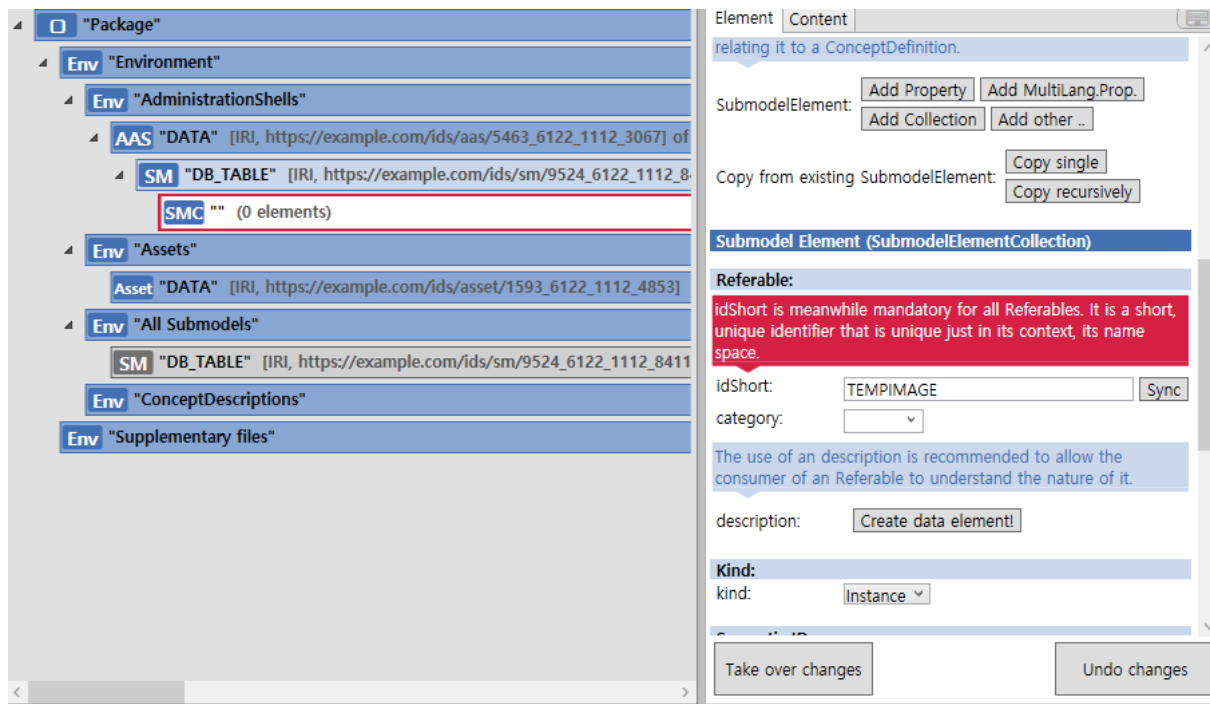 "Package"
Env "Environment"
Env "AdministrationShells"
AAS "DATA" [IRI, https://example.com/ids/aas/5463_6122_1112_3067] of
SM "DB_TABLE" [IRI, https://example.com/ids/sm/9524_6122_1112_84
SMC "" (0 elements)
Env "Assets"
Asset "DATA" [IRI, https://example.com/ids/asset/1593_6122_1112_4853]
Env "All Submodels"
SM "DB_TABLE" [IRI, https://example.com/ids/sm/9524_6122_1112_8411
Env "ConceptDescriptions"
Env "Supplementary files"
Element Content
relating it to a ConceptDefinition.
SubmodelElement: Add Property Add MultiLang.Prop.
Add Collection Add other ..
Copy from existing SubmodelElement: Copy single
Copy recursively
Submodel Element (SubmodelElementCollection)
Referable:
idShort is meanwhile mandatory for all Referables. It is a short,
unique identifier that is unique just in its context, its name
space.
idShort: TEMPIMAGE Sync
category:
The use of an description is recommended to allow the
consumer of an Referable to understand the nature of it.
description: Create data element!
Kind:
kind: Instance
Take over changes Undo changes